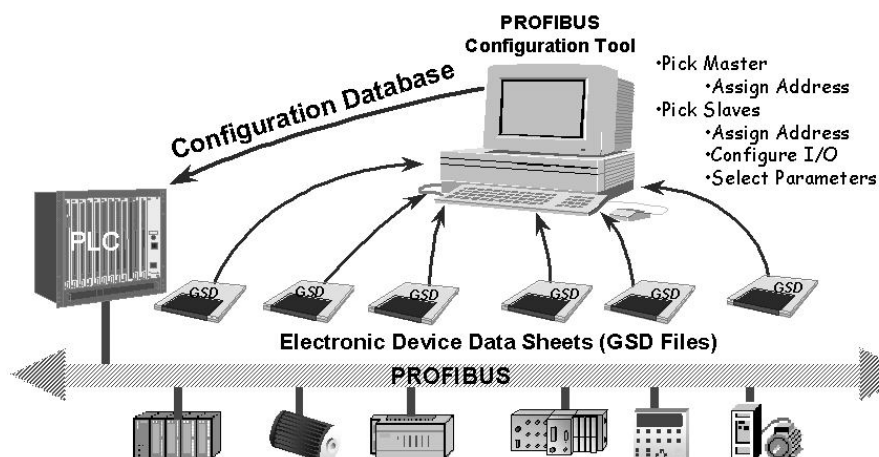 PROFIBUS
Configuration Tool
•Pick Master
•Assign Address
•Pick Slaves
•Assign Address
•Configure I/O
•Select Parameters
Configuration Database
PLC
GSD
GSD
GSD
GSD
GSD
GSD
Electronic Device Data Sheets (GSD Files)
PROFIBUS